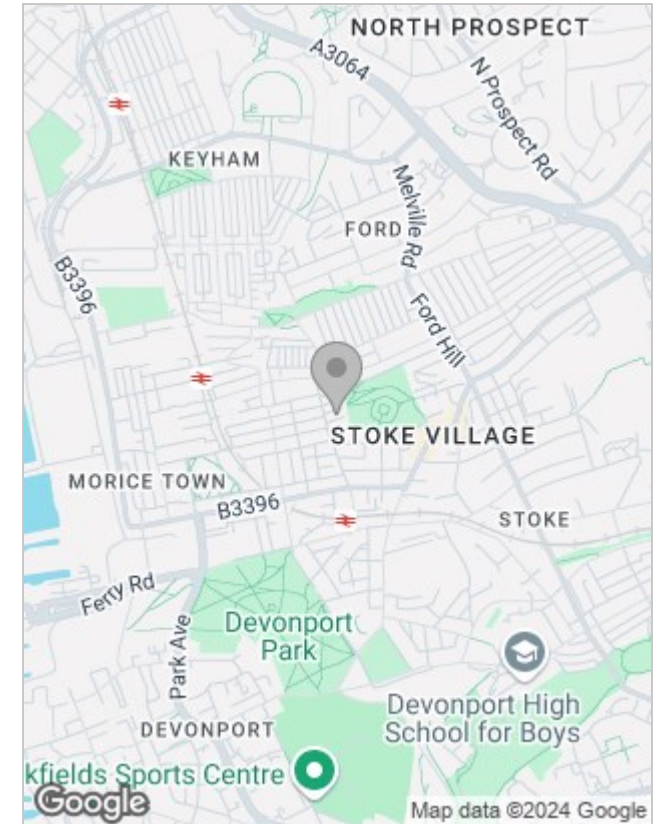 NORTH PROSPECT
A3064
N Prospect Rd
KEYHAM
Melville Rd
FORD
B3396
Ford Hill
STOKE VILLAGE
MORICE TOWN
B3396
STOKE
Ferry Rd
Park Ave
Devonport
Park
Devonport High
School for Boys
DEVONPORT
kfields Sports Centre
Google
Map data ©2024 Google